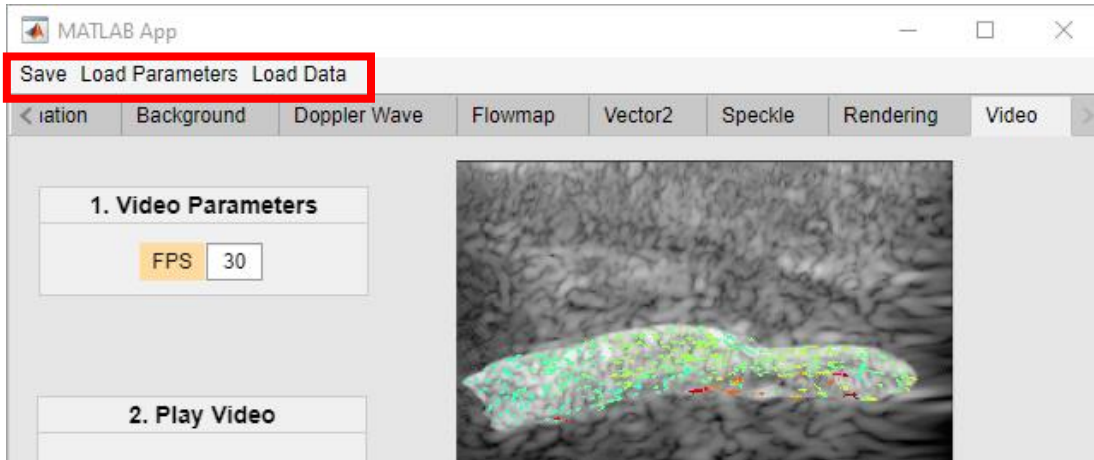 MATLAB App
Save Load Parameters Load Data
Background Doppler Wave Flowmap Vector2 Speckle Rendering Video
1. Video Parameters
FPS 30
2. Play Video